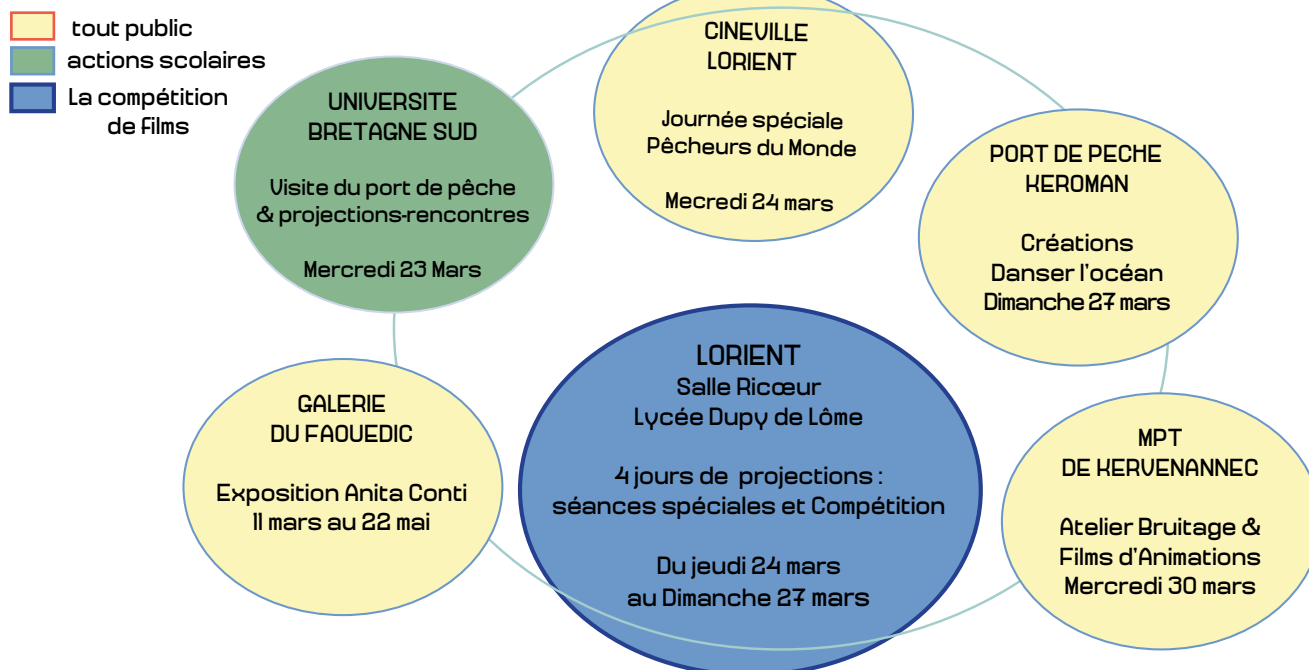 tout public
actions scolaires
La compétition
de films
UNIVERSITE
BRETAGNE SUD
Visite du port de pêche
& projections-rencontres
Mercredi 23 Mars
CINEVILLE
LORIENT
Journée spéciale
Pêcheurs du Monde
Mecredi 24 mars
PORT DE PECHE
KEROMAN
Créations
Danser l'océan
Dimanche 27 mars
GALERIE
DU FAOUEDIC
Exposition Anita Conti
11 mars au 22 mai
LORIENT
Salle Ricœur
Lycée Dupy de Lôme
4 jours de projections :
séances spéciales et Compétition
Du jeudi 24 mars
au Dimanche 27 mars
MPT
DE KERVENANNEC
Atelier Bruitage &
Films d'Animations
Mercredi 30 mars